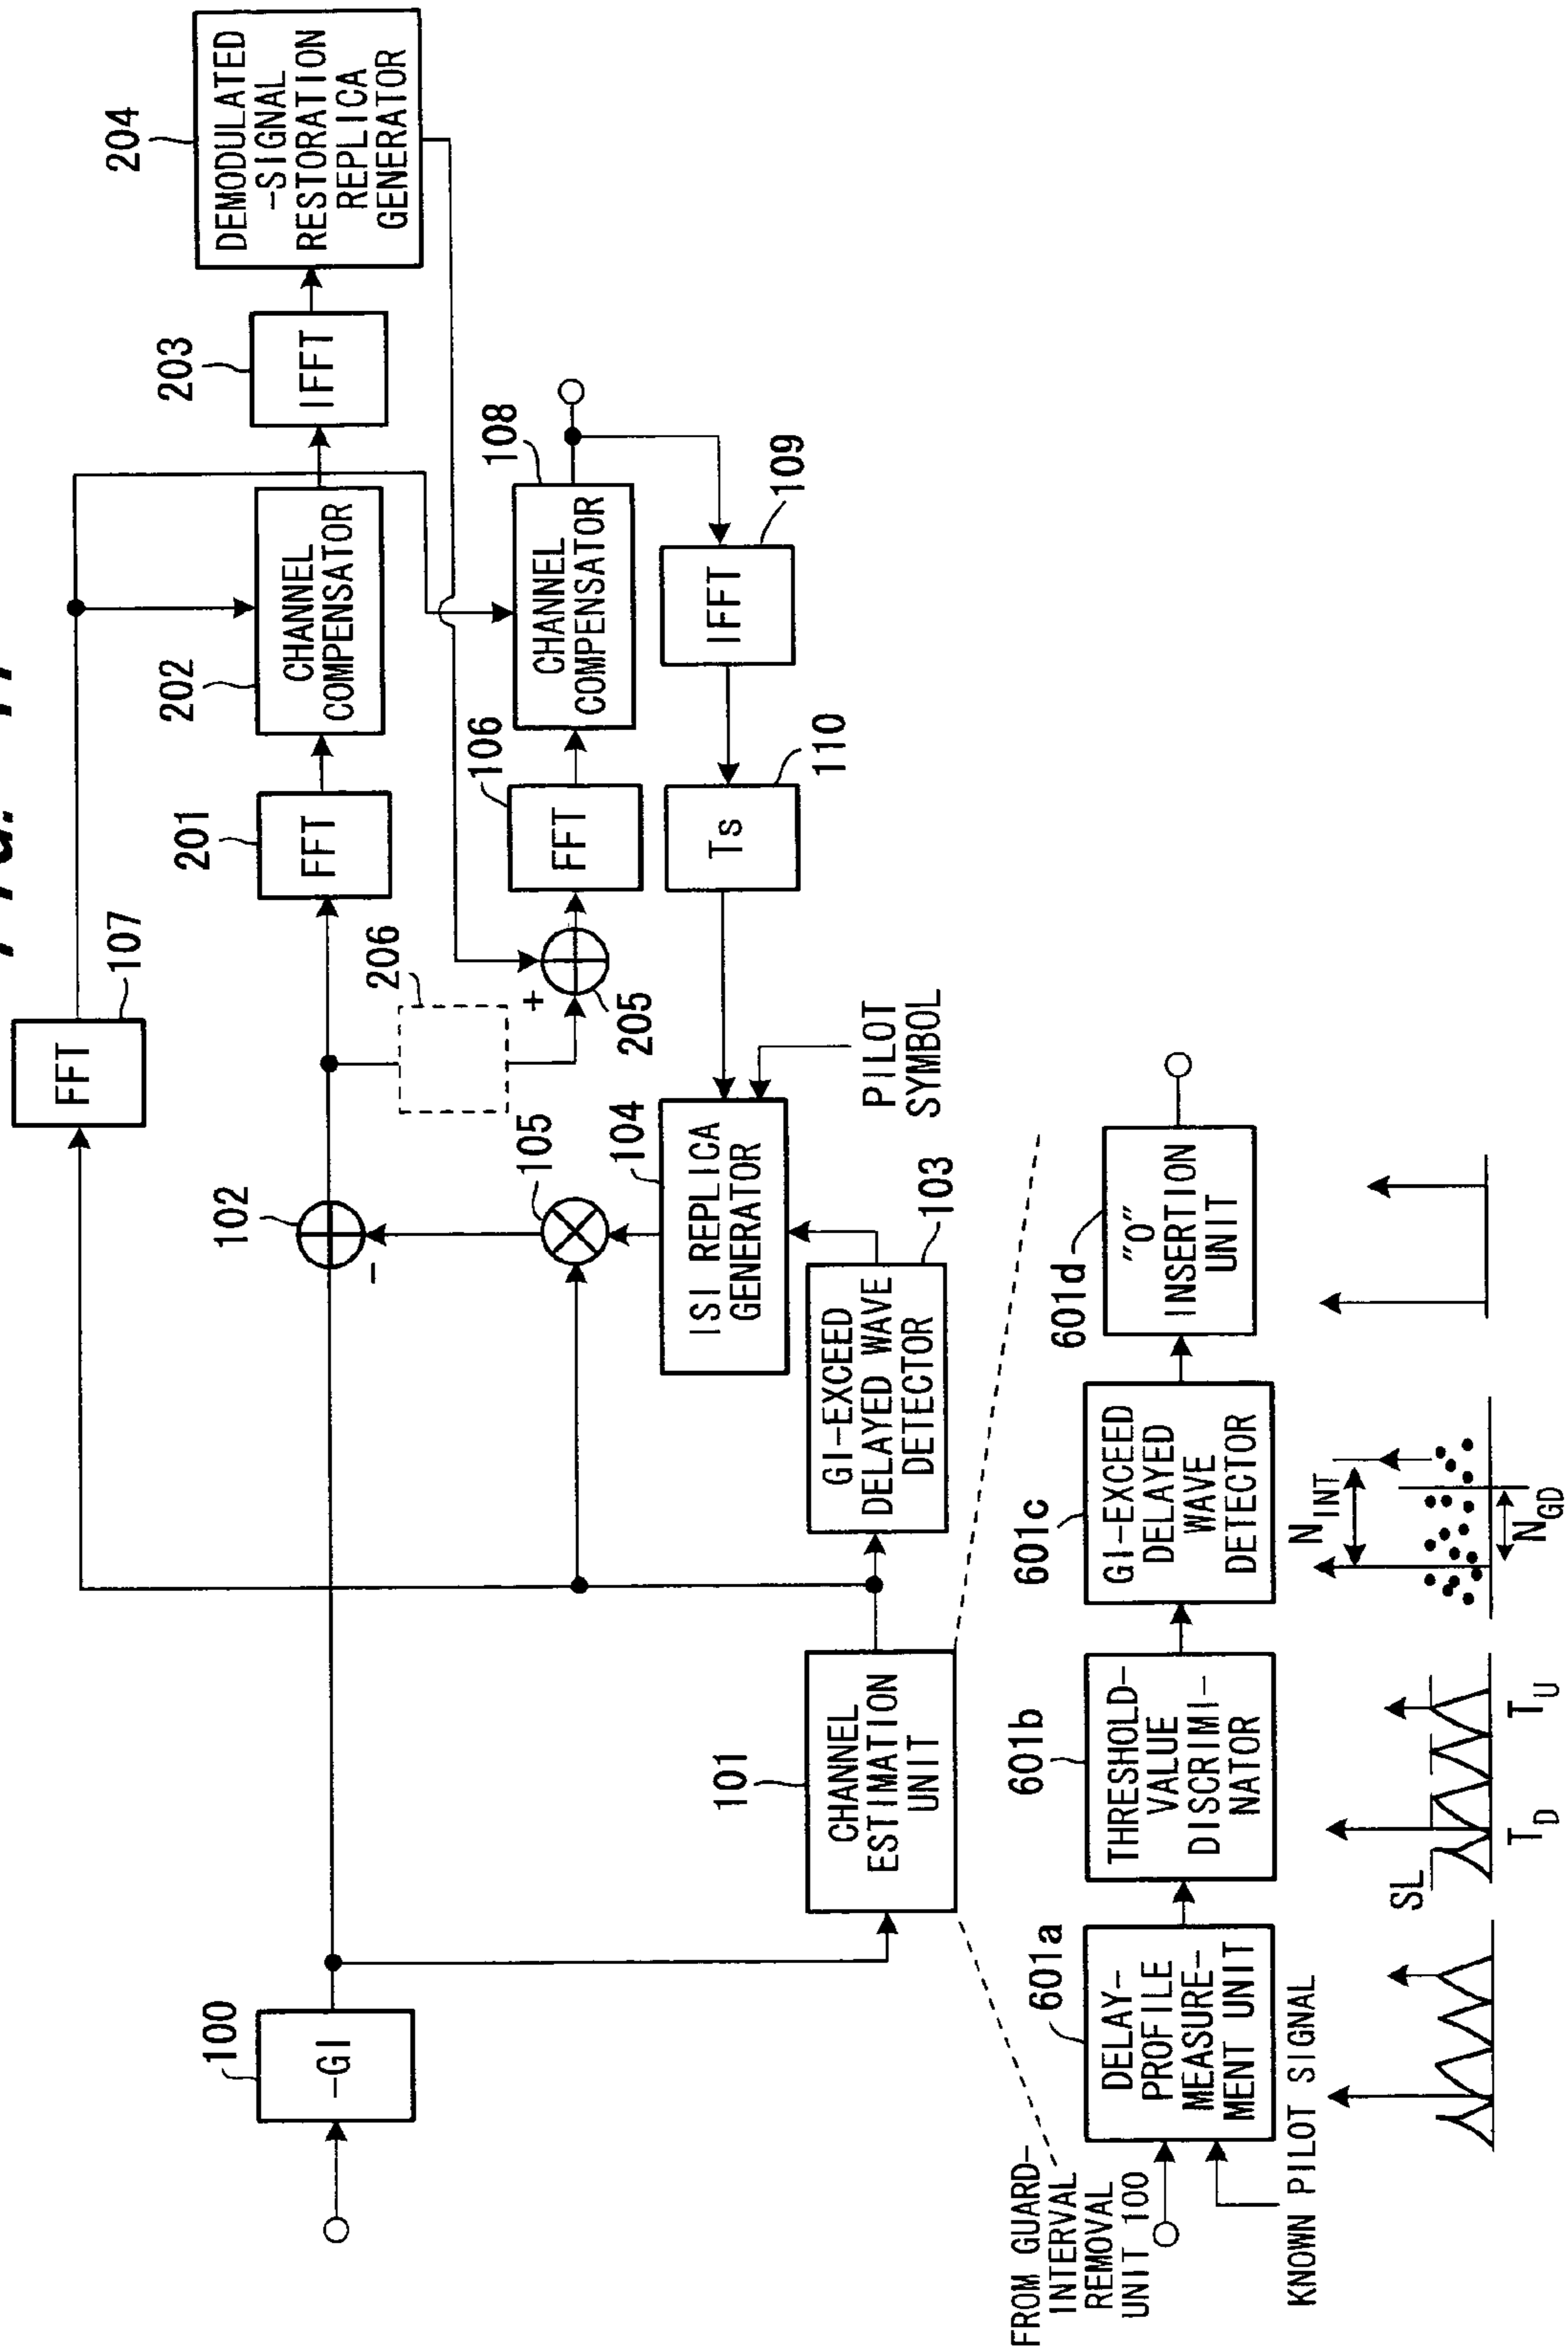 100
-GI
102
-
107
FFT
201
FFT
202
CHANNEL
COMPENSATOR
203
IFFT
204
DEMODULATED
-SIGNAL
RESTORATION
REPLICA
GENERATOR
206
+
205
106
FFT
108
CHANNEL
COMPENSATOR
105
104
ISI REPLICA
GENERATOR
110
Ts
109
IFFT
PILOT
SYMBOL
101
CHANNEL
ESTIMATION
UNIT
103
GI-EXCEED
DELAYED WAVE
DETECTOR
FROM GUARD-
INTERVAL
REMOVAL
UNIT 100
KNOWN PILOT SIGNAL
601a
DELAY-
PROFILE
MEASURE-
MENT UNIT
601b
THRESHOLD-
VALUE
DISCRIMI-
NATOR
601c
GI-EXCEED
DELAYED
WAVE
DETECTOR
601d
"0"
INSERTION
UNIT
SL
TD
TU
NINT
NGD